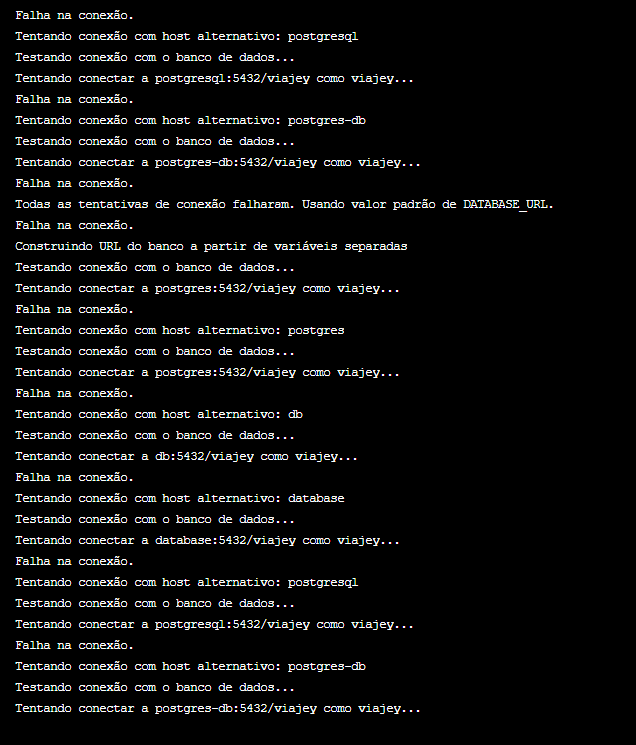 Falha na conexão.
Tentando conexão com host alternativo: postgresql
Testando conexão com o banco de dados...
Tentando conectar a postgresql:5432/viajey como viajey...
Falha na conexão.
Tentando conexão com host alternativo: postgres-db
Testando conexão com o banco de dados...
Tentando conectar a postgres-db:5432/viajey como viajey...
Falha na conexão.
Todas as tentativas de conexão falharam. Usando valor padrão de DATABASE_URL.
Falha na conexão.
Construindo URL do banco a partir de variáveis separadas
Testando conexão com o banco de dados...
Tentando conectar a postgres:5432/viajey como viajey...
Falha na conexão.
Tentando conexão com host alternativo: postgres
Testando conexão com o banco de dados...
Tentando conectar a postgres:5432/viajey como viajey...
Falha na conexão.
Tentando conexão com host alternativo: db
Testando conexão com o banco de dados...
Tentando conectar a db:5432/viajey como viajey...
Falha na conexão.
Tentando conexão com host alternativo: database
Testando conexão com o banco de dados...
Tentando conectar a database:5432/viajey como viajey...
Falha na conexão.
Tentando conexão com host alternativo: postgresql
Testando conexão com o banco de dados...
Tentando conectar a postgresql:5432/viajey como viajey...
Falha na conexão.
Tentando conexão com host alternativo: postgres-db
Testando conexão com o banco de dados...
Tentando conectar a postgres-db:5432/viajey como viajey...